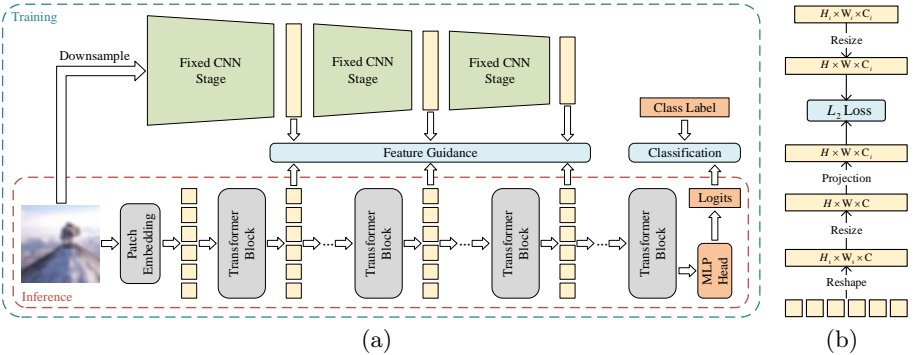 Training
Downsample
Fixed CNN
Stage
Fixed CNN
Stage
Fixed CNN
Stage
Class Label
Feature Guidance
Classification
Patch
Embedding
Transformer
Block
Transformer
Block
Transformer
Block
Transformer
Block
Logits
MLP
Head
Inference
(a)
H_i × W_i × C_i
Resize
H × W × C_i
L_2 Loss
H × W × C_i
Projection
H × W × C
Resize
H_t × W_t × C
Reshape
(b)